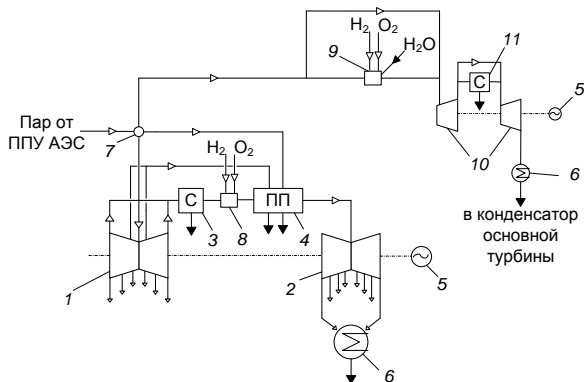 H₂ O₂
9
H₂O
11
C
5
Пар от
ППУ АЭС
7
H₂ O₂
10
6
C
ПП
3
8
4
в конденсатор
основной
турбины
1
2
5
6